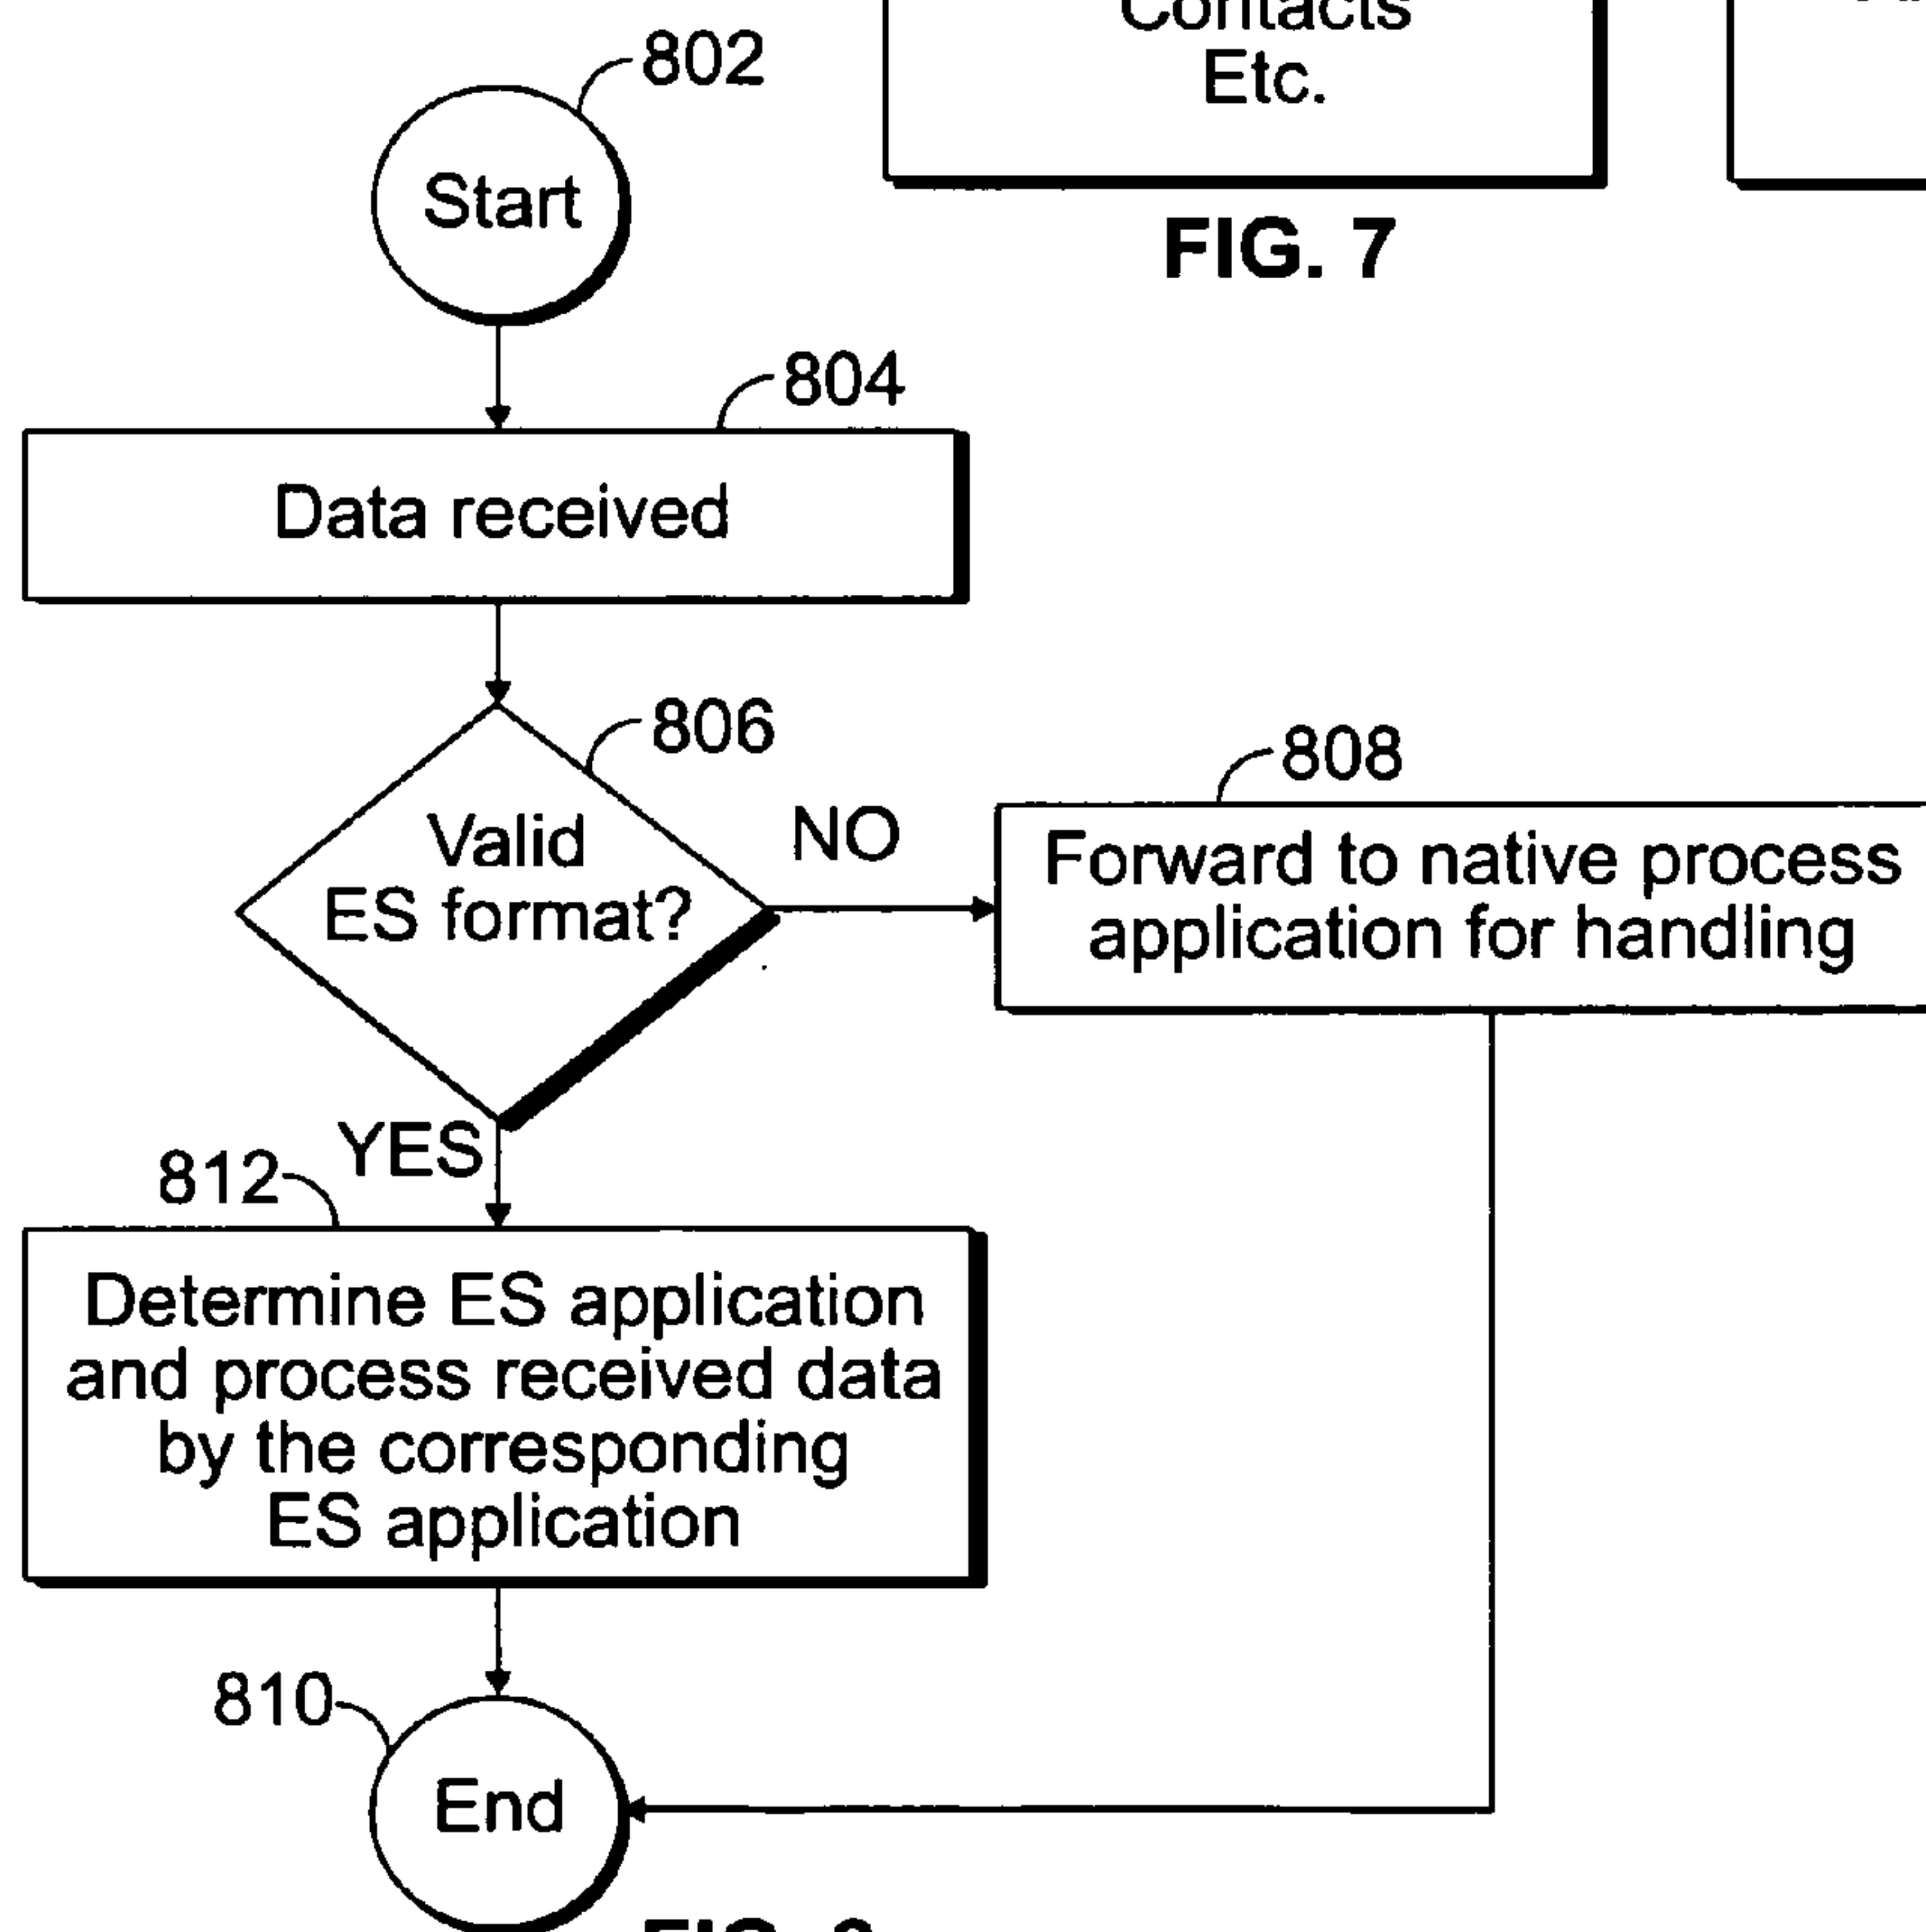 802
Contacts
Etc.
Start
FIG. 7
804
Data received
806
Valid
ES format?
NO
808
Forward to native process
application for handling
YES
812
Determine ES application
and process received data
by the corresponding
ES application
810
End
FIG.